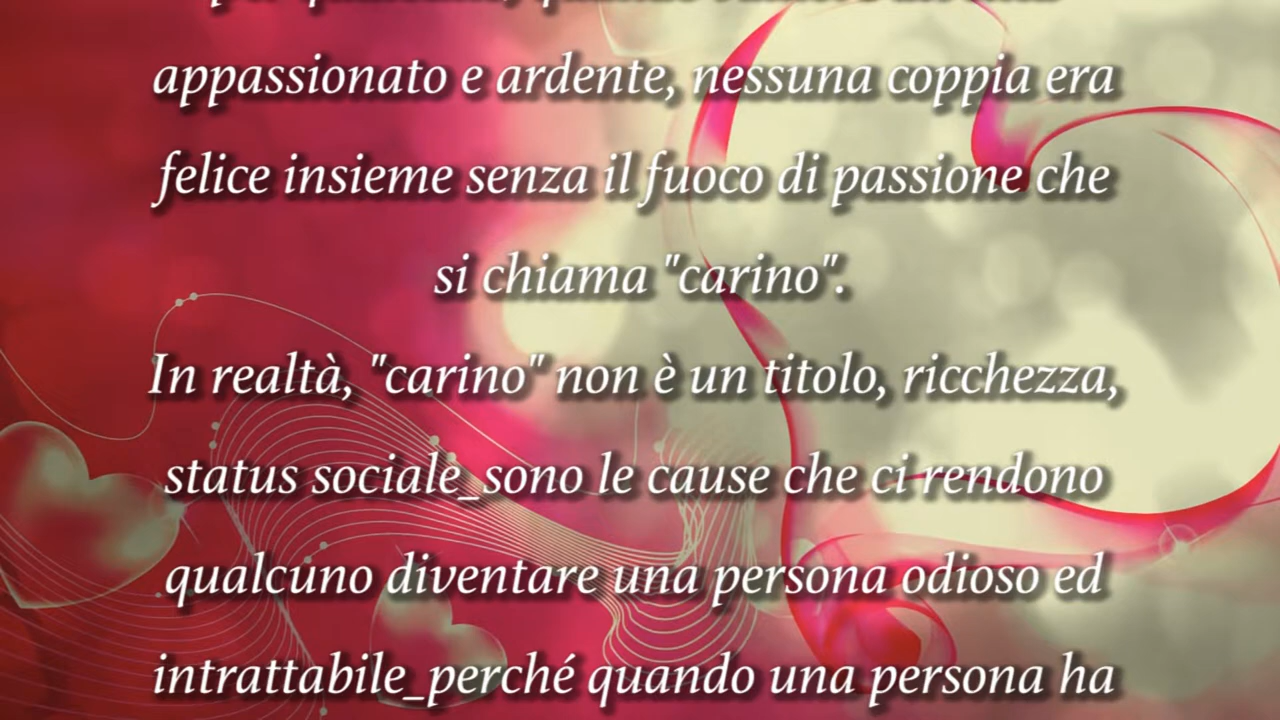 appassionato e ardente, nessuna coppia era
felice insieme senza il fuoco di passione che
si chiama "carino".
In realtà, "carino" non è un titolo, ricchezza,
status sociale_sono le cause che ci rendono
qualcuno diventare una persona odioso ed
intrattabile_perché quando una persona ha